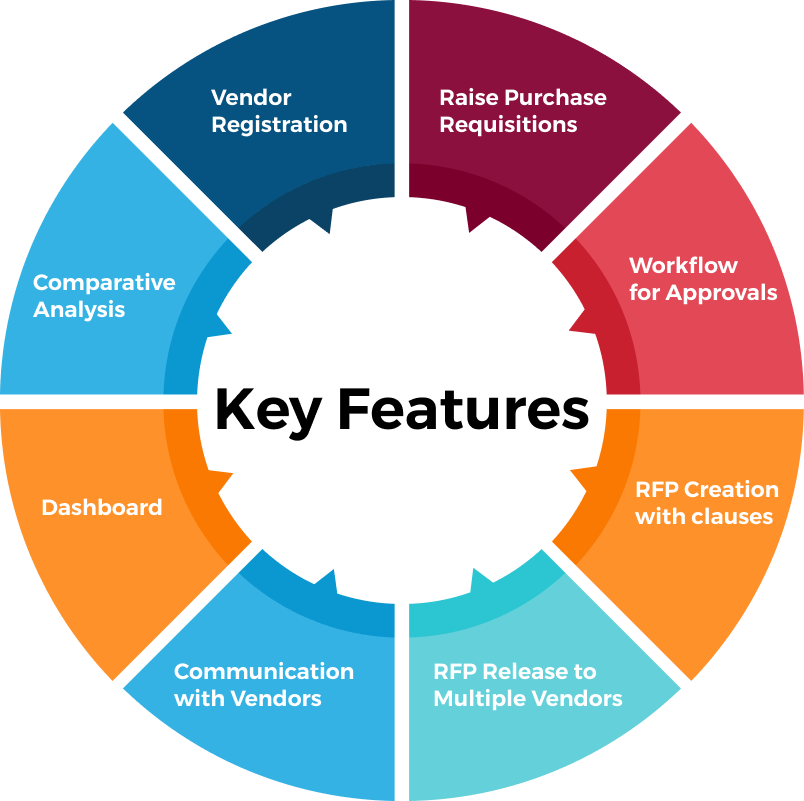 Vendor
Registration
Raise Purchase
Requisitions
Comparative
Analysis
Workflow
for Approvals
Key Features
Dashboard
RFP Creation
with clauses
Communication
with Vendors
RFP Release to
Multiple Vendors